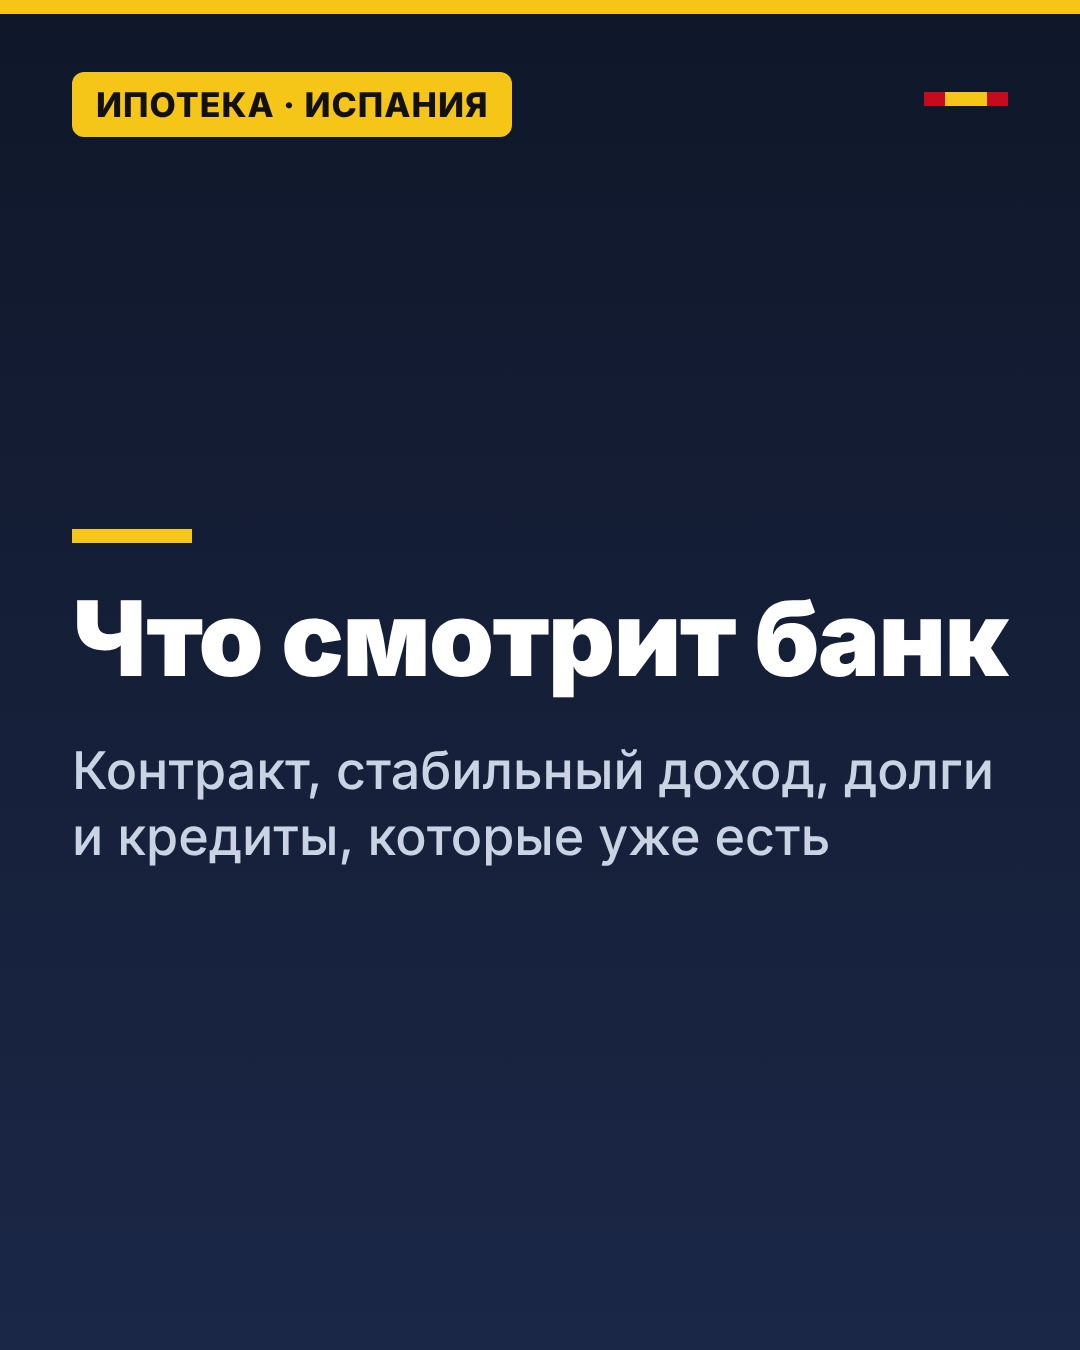 ИПОТЕКА · ИСПАНИЯ
Что смотрит банк
Контракт, стабильный доход, долги
и кредиты, которые уже есть